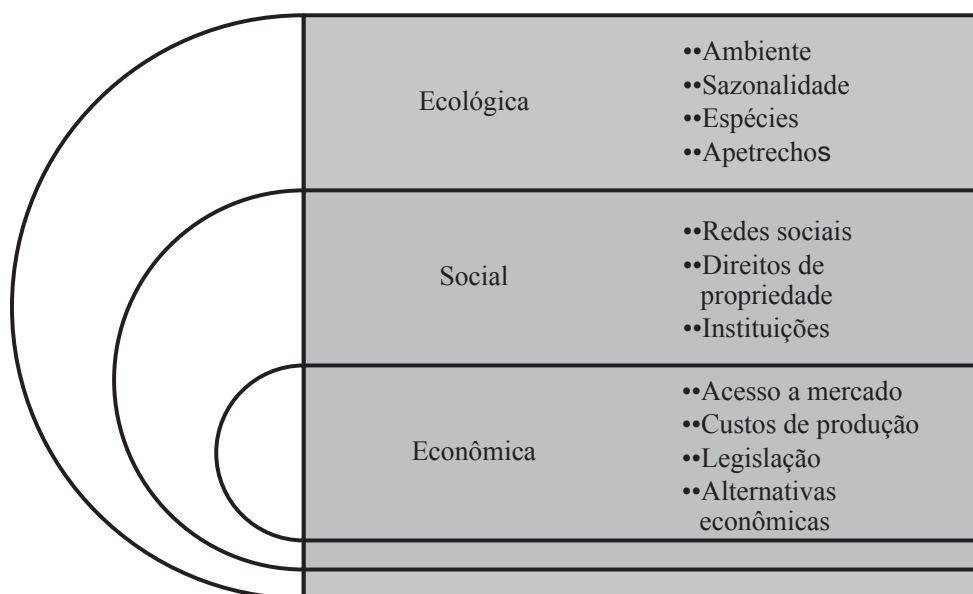 Ecológica
••Ambiente
••Sazonalidade
••Espécies
••Apetrechos
Social
••Redes sociais
••Direitos de
propriedade
••Instituições
Econômica
••Acesso a mercado
••Custos de produção
••Legislação
••Alternativas
econômicas